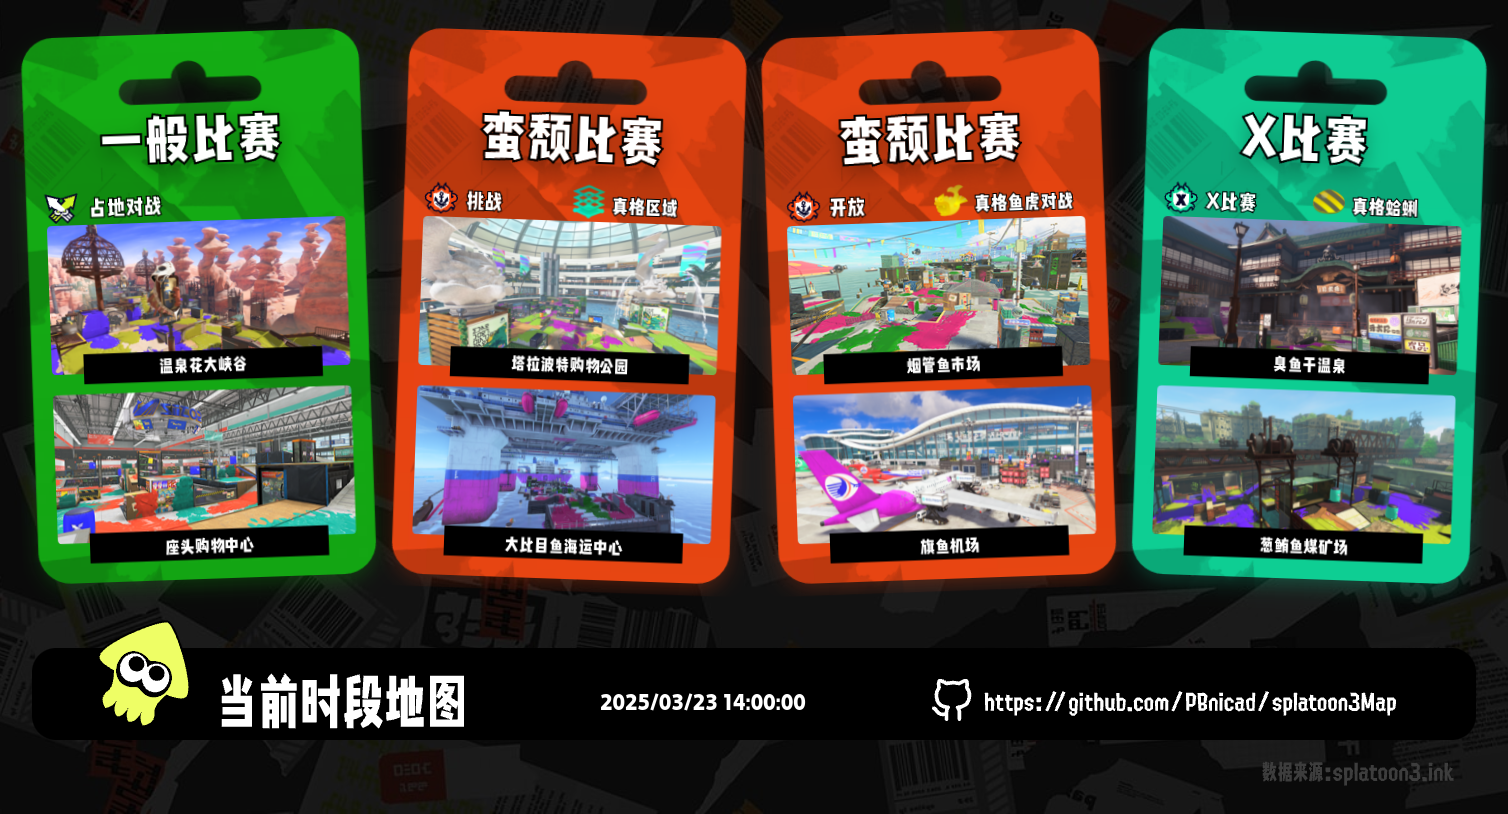 一般比赛
占地对战
温泉花大峡谷
座头购物中心
蛮颓比赛
挑战
真格区域
塔拉波特购物公园
大比目鱼海运中心
蛮颓比赛
开放
真格鱼虎对战
烟管鱼市场
旗鱼机场
X比赛
X比赛
真格蛤蜊
臭鱼干温泉
葱鲔鱼煤矿场
当前时段地图
2025/03/23 14:00:00
https://github.com/PBnicad/splatoon3Map
数据来源:splatoon3.ink